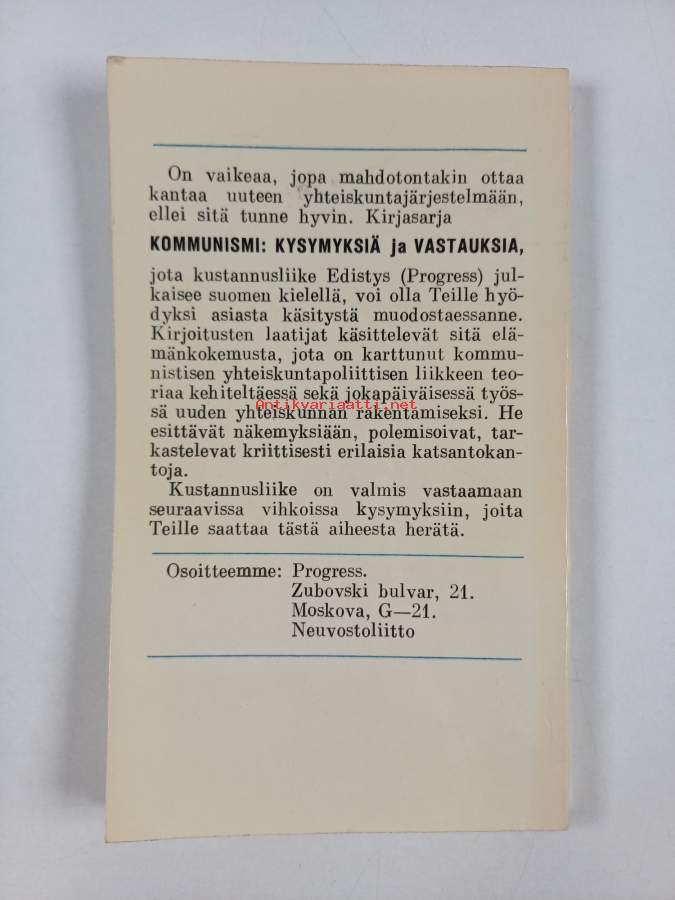 On vaikeaa, jopa mahdotontakin ottaa
kantaa uuteen yhteiskuntajärjestelmään,
ellei sitä tunne hyvin. Kirjasarja
KOMMUNISMI: KYSYMYKSIÄ ja VASTAUKSIA,
jota kustannusliike Edistys (Progress) jul-
kaisee suomen kielellä, voi olla Teille hyö-
dyksi asiasta käsitystä muodostaessanne.
Kirjoitusten laatijat käsittelevät sitä elä-
mänkokemusta, jota on karttunut kommu-
nistisen yhteiskuntapoliittisen liikkeen teo-
riaa kehiteltäessä sekä jokapäiväisessä työs-
Antikvariaatti.net
sä uuden yhteiskunnan rakentamiseksi. He
esittävät näkemyksiään, polemisoivat, tar-
kastelevat kriittisesti erilaisia katsantokan-
toja.
Kustannusliike on valmis vastaamaan
seuraavissa vihkoissa kysymyksiin, joita
Teille saattaa tästä aiheesta herätä.
Osoitteemme: Progress.
Zubovski bulvar, 21.
Moskova, G—21.
Neuvostoliitto